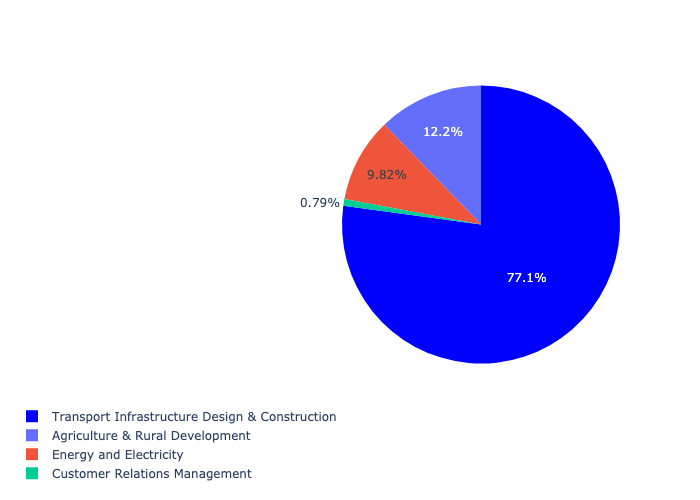 12.2%
9.82%
0.79%
77.1%
Transport Infrastructure Design & Construction
Agriculture & Rural Development
Energy and Electricity
Customer Relations Management